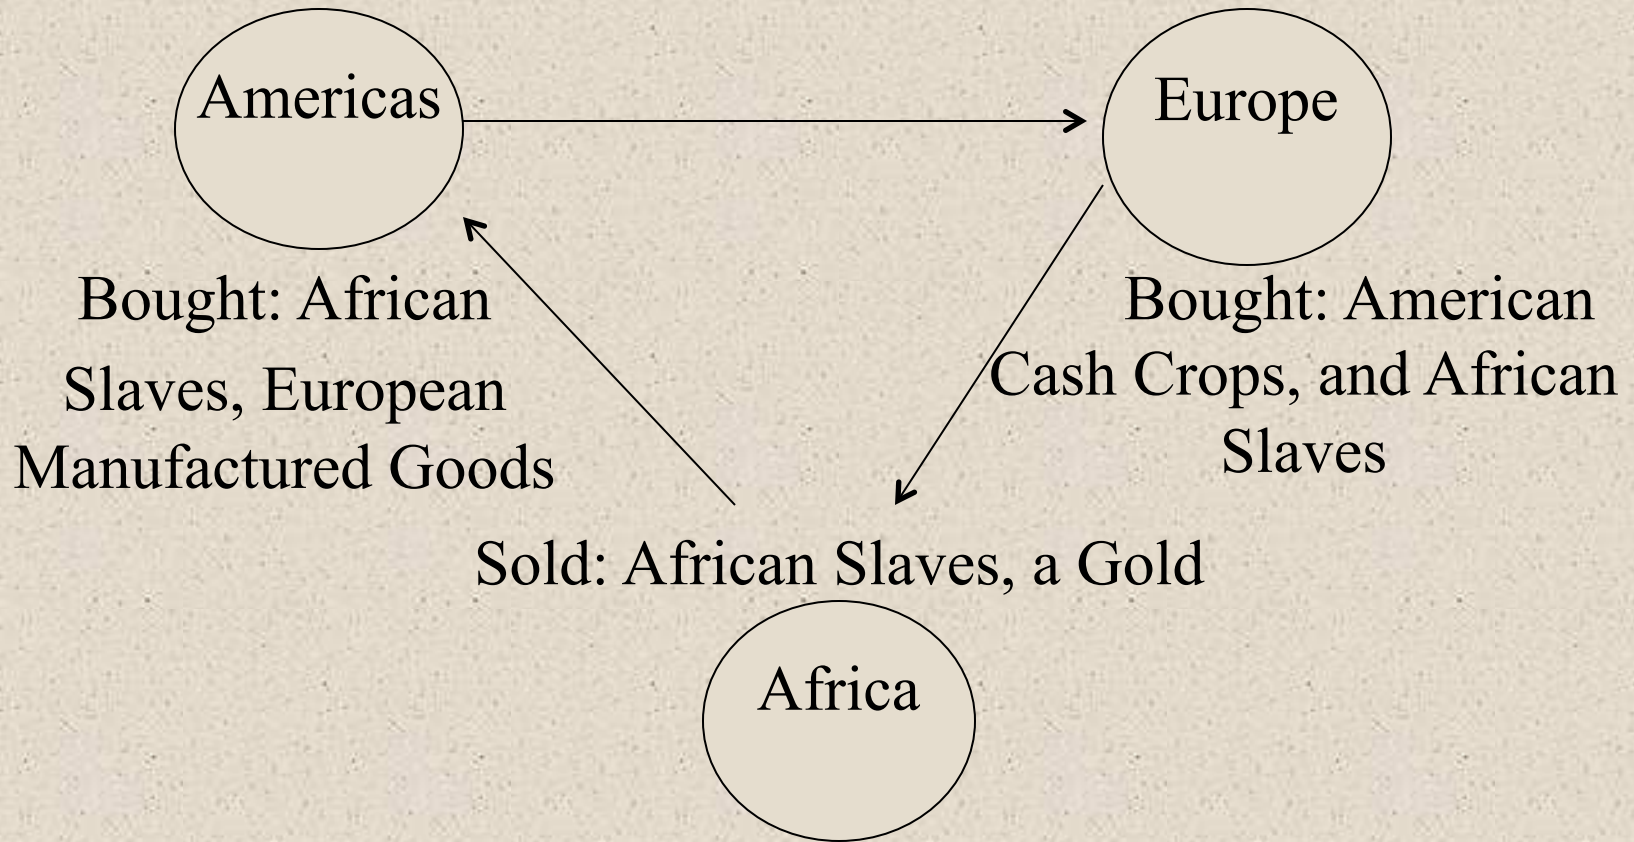 Americas
Europe
Bought: African
Slaves, European
Manufactured Goods
Bought: American
Cash Crops, and African
Slaves
Sold: African Slaves, a Gold
Africa